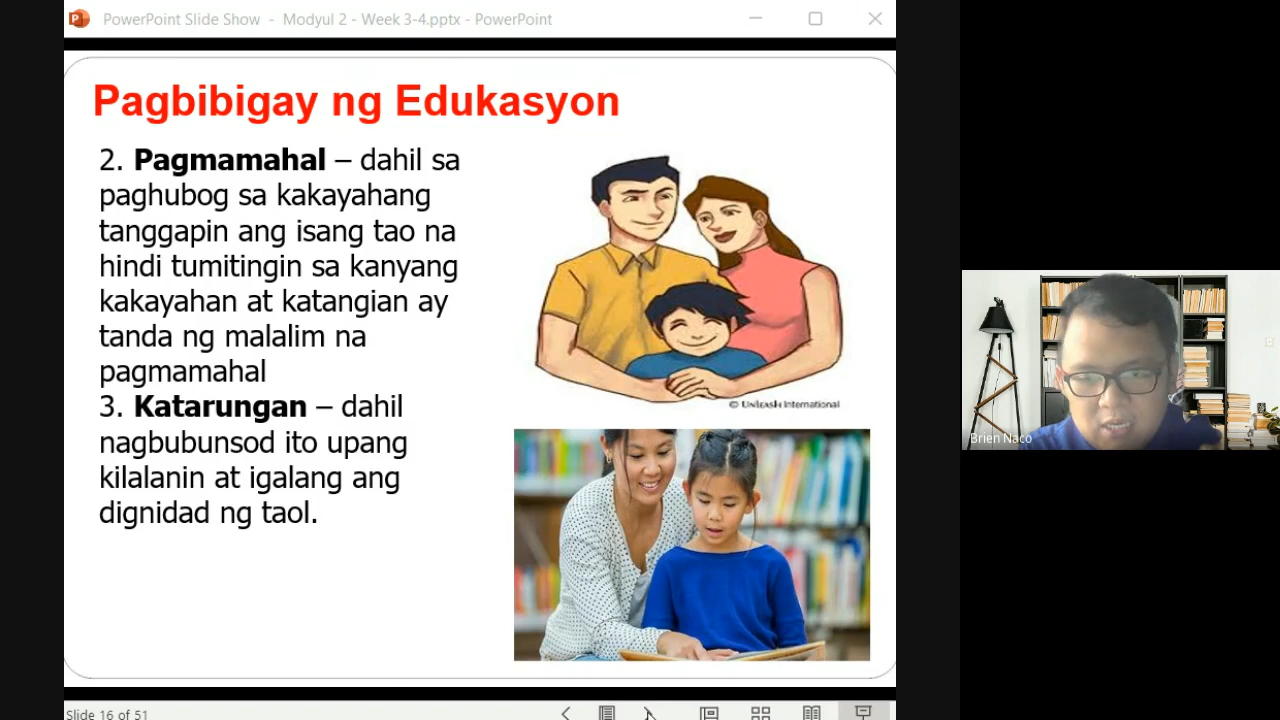 PowerPoint Slide Show - Modyul 2 - Week 3-4.pptx - PowerPoint
Pagbibigay ng Edukasyon
2. Pagmamahal – dahil sa
paghubog sa kakayahang
tanggapin ang isang tao na
hindi tumitingin sa kanyang
kakayahan at katangian ay
tanda ng malalim na
pagmamahal
3. Katarungan – dahil
nagbubunsod ito upang
kilalanin at igalang ang
dignidad ng taol.
International
Brien Naco
Slide 16 of 51